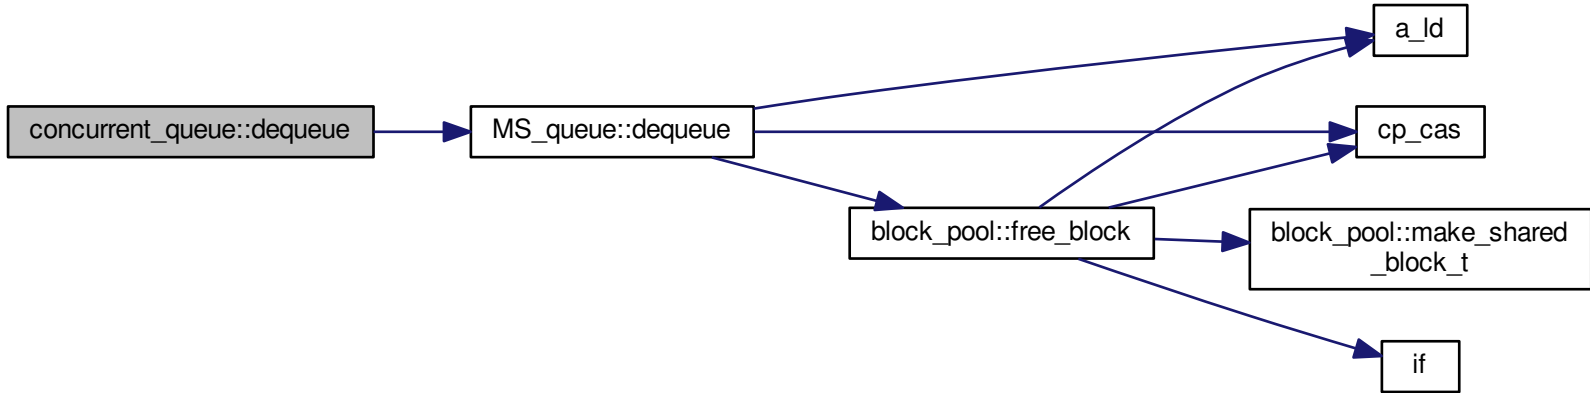 concurrent_queue::dequeue
MS_queue::dequeue
a_ld
cp_cas
block_pool::free_block
block_pool::make_shared
_block_t
if